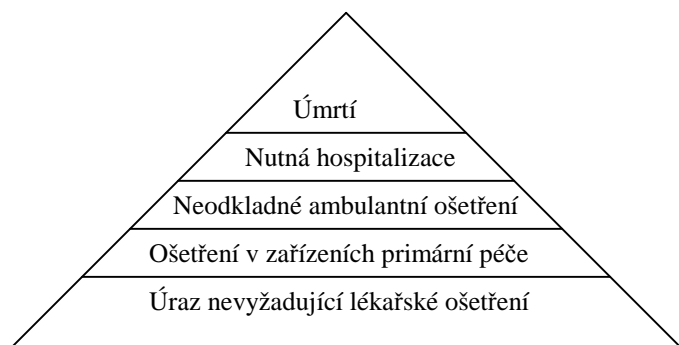 Úmrtí
Nutná hospitalizace
Neodkladné ambulantní ošetření
Ošetření v zařízeních primární péče
Úraz nevyžadující lékařské ošetření